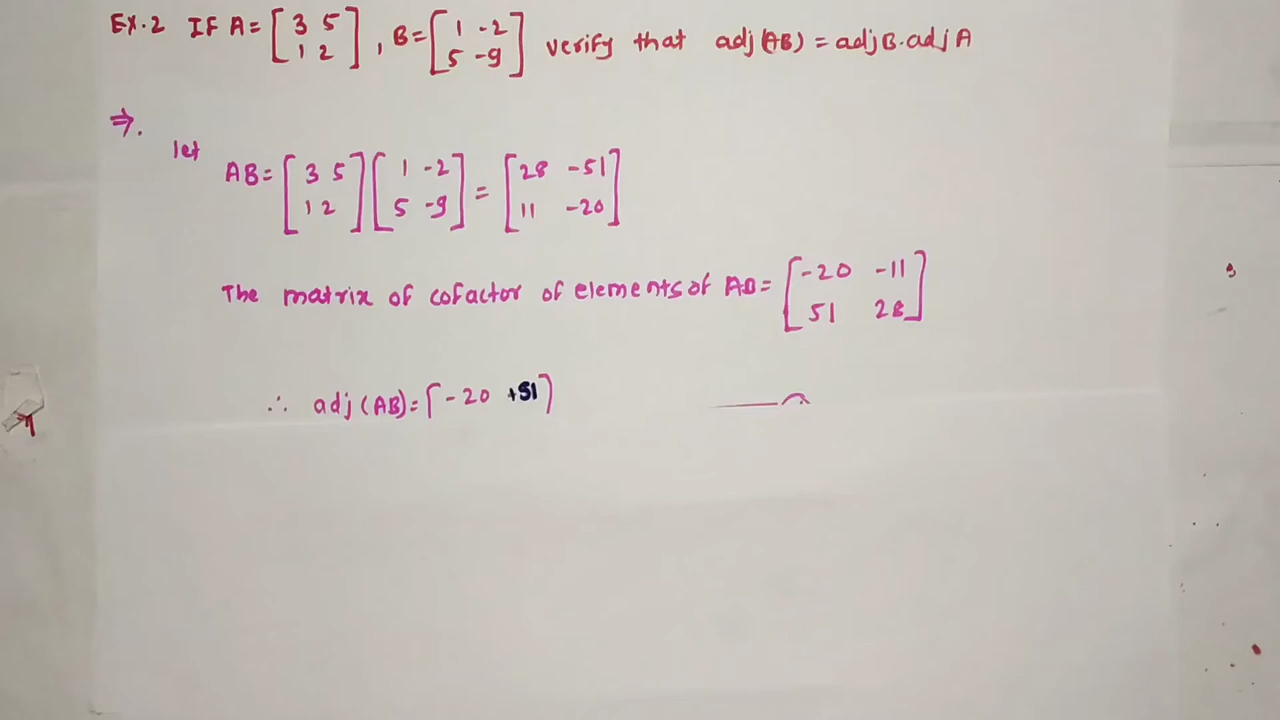 Ex.2 IF A= [3 5 1 2], B= [1 -2 5 -9] verify that adj(AB) = adjB.adj A
⇒.
let
AB= [3 5 1 2] [1 -2 5 -9] = [28 -51 11 -20]
The matrix of cofactor of elements of AB= [-20 -11 51 28]
∴ adj(AB)= [-20 +51]